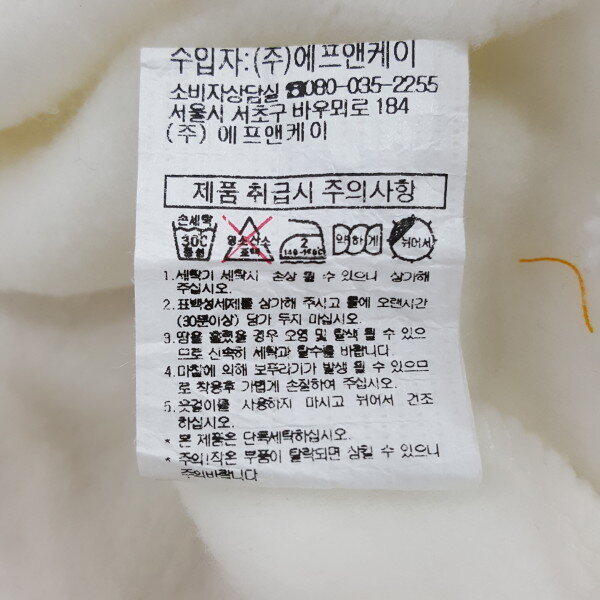 수입자:(주)에프앤케이
소비자상담실 ☎080-035-2255
서울시 서초구 바우뫼로 184
(주) 에프앤케이
제품 취급시 주의사항
손세탁 30℃ 중성
염소산소 표백
2 140-160℃
약하게
뉘어서
1.세탁기 세탁시 손상 될 수 있으니 삼가해
주십시오.
2.표백성세제를 삼가해 주시고 물에 오랜시간
(30분이상) 담가 두지 마십시오.
3.땀을 흘렸을 경우 오염 및 탈색 될 수 있으
므로 신속히 세탁과 탈수를 바랍니다.
4.마찰에 의해 보푸라기가 발생 될 수 있으므
로 착용후 가볍게 손질하여 주십시오.
5.옷걸이를 사용하지 마시고 뉘어서 건조
하십시오.
* 본 제품은 단독세탁하십시오.
* 주의!작은 부품이 탈락되면 삼킬 수 있으니
주의바랍니다